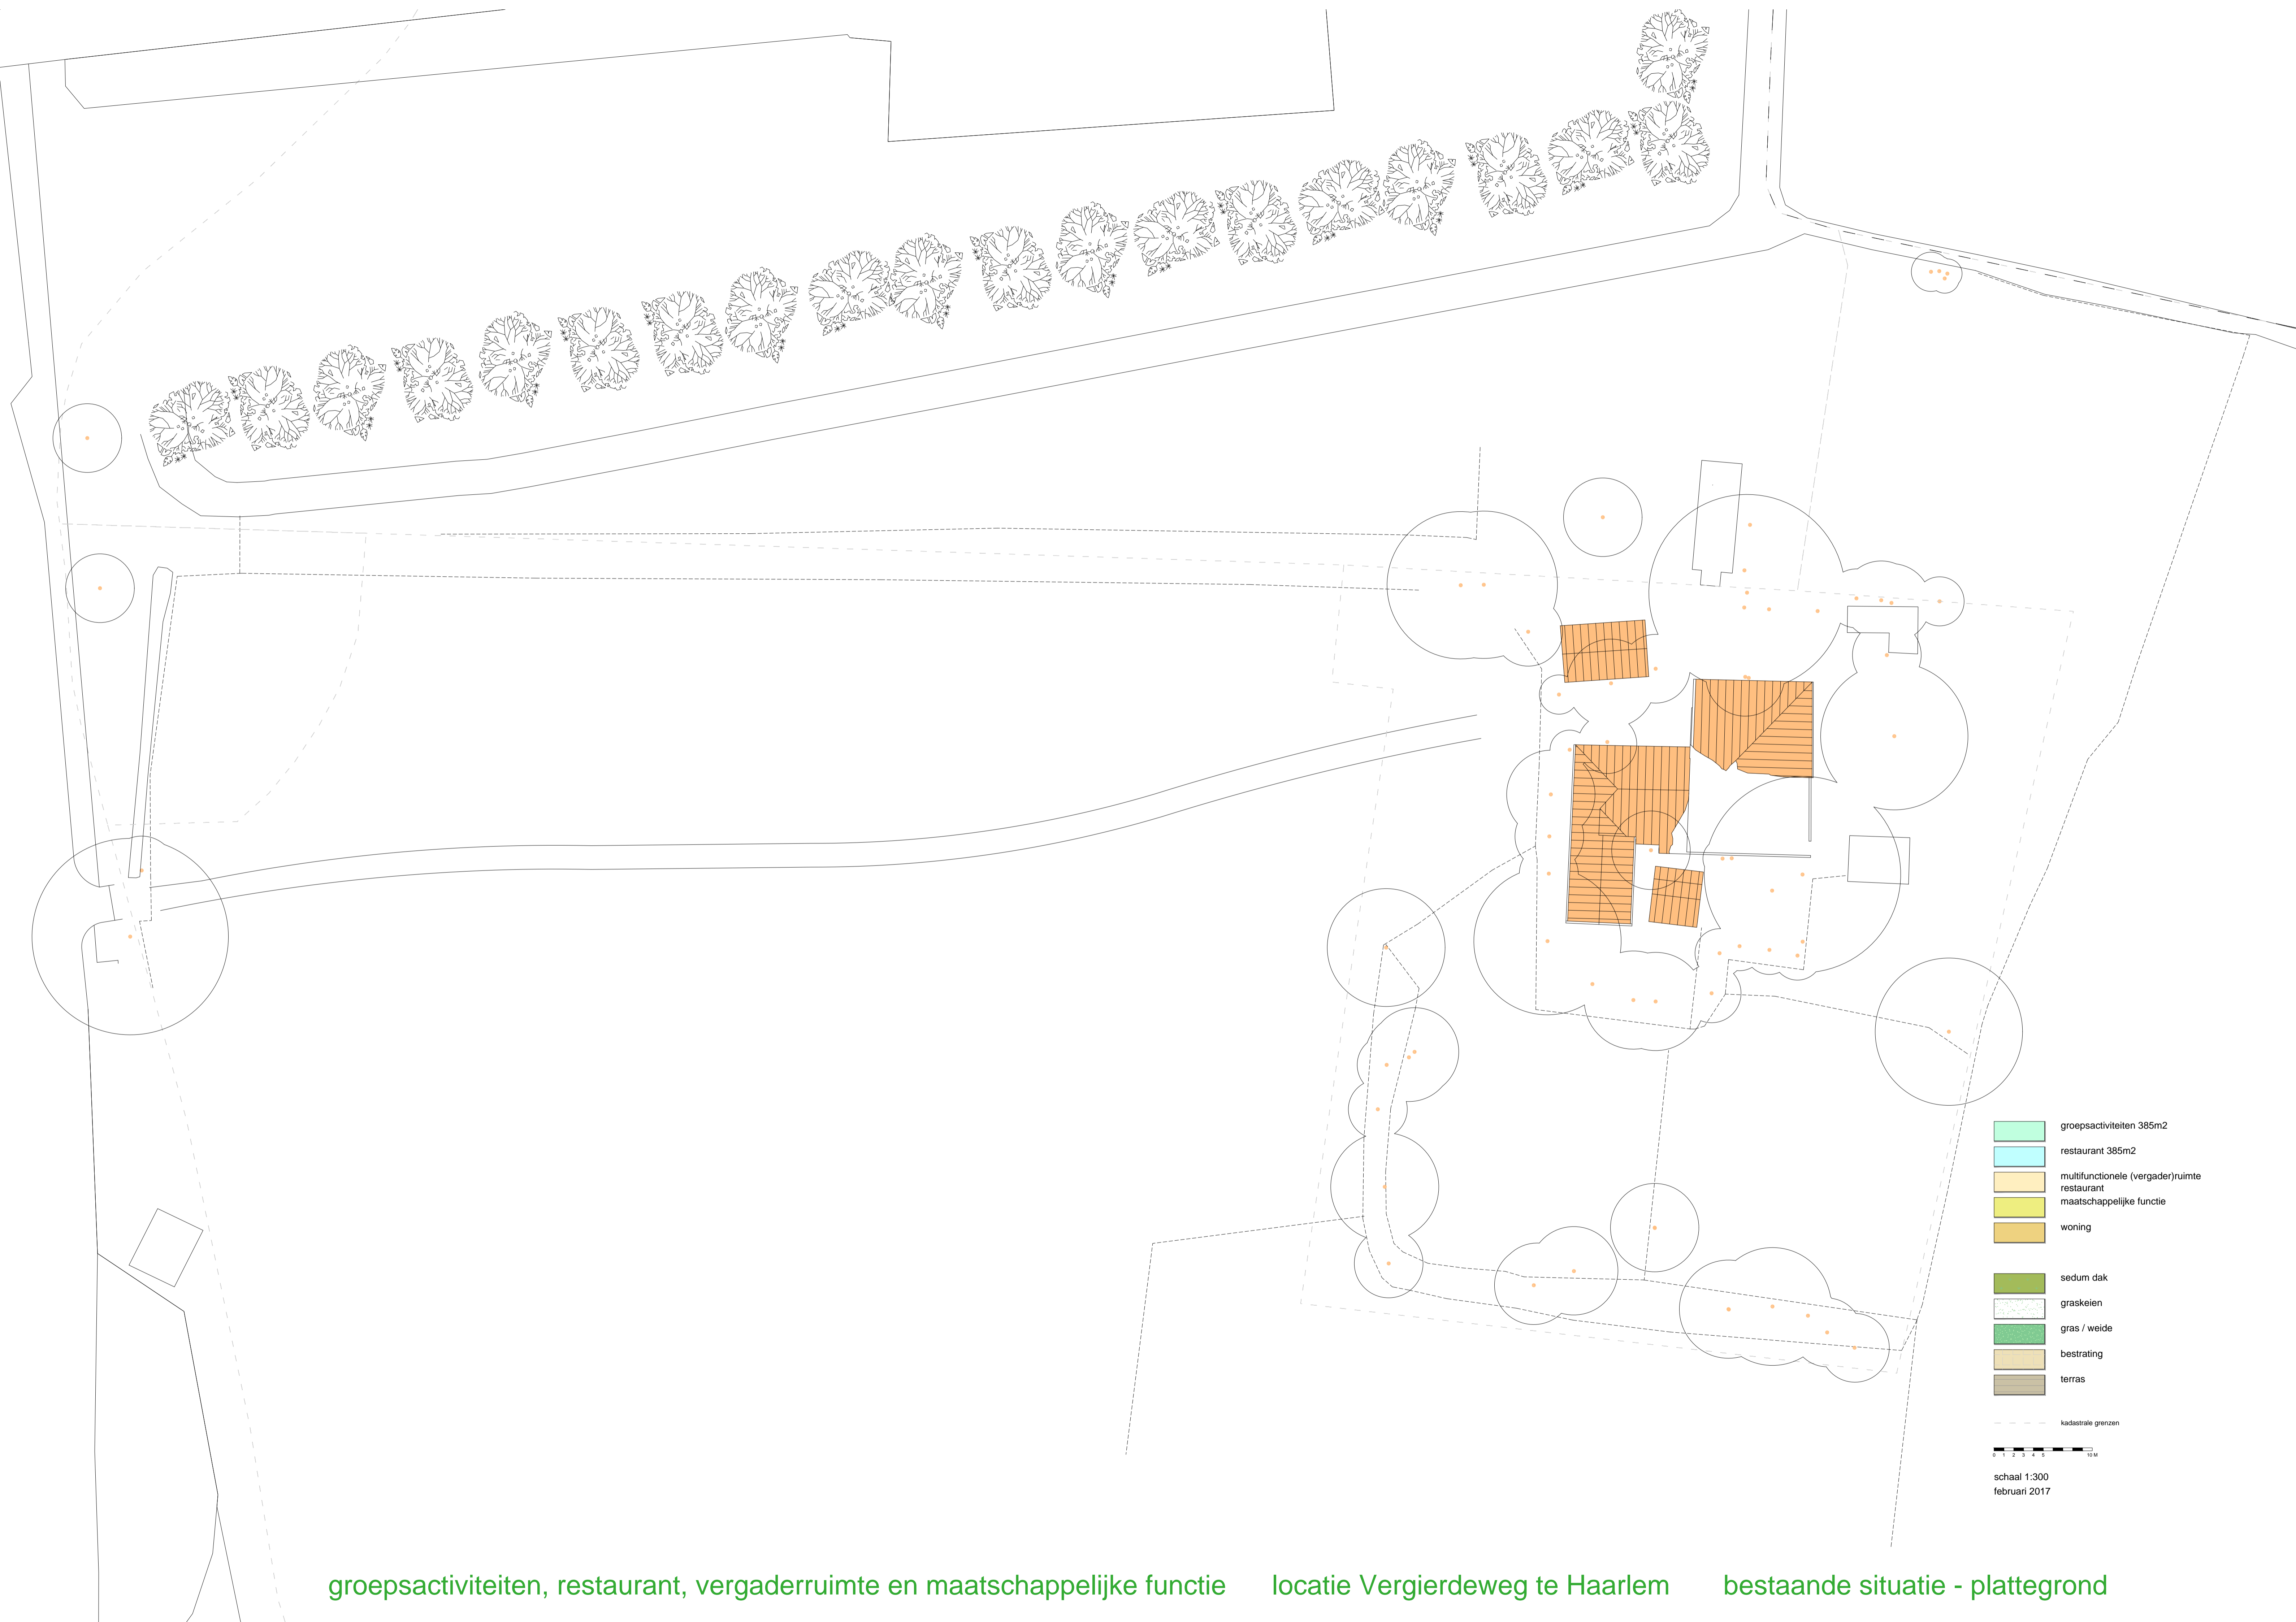 groepsactiviteiten 385m2
restaurant 385m2
multifunctionele (vergader)ruimte
restaurant
maatschappelijke functie
woning
sedum dak
graskeien
gras / weide
bestrating
terras
kadastrale grenzen
0 1 2 3 4 5 10 M
schaal 1:300
februari 2017
groepsactiviteiten, restaurant, vergaderruimte en maatschappelijke functie locatie Vergierdeweg te Haarlem bestaande situatie - plattegrond